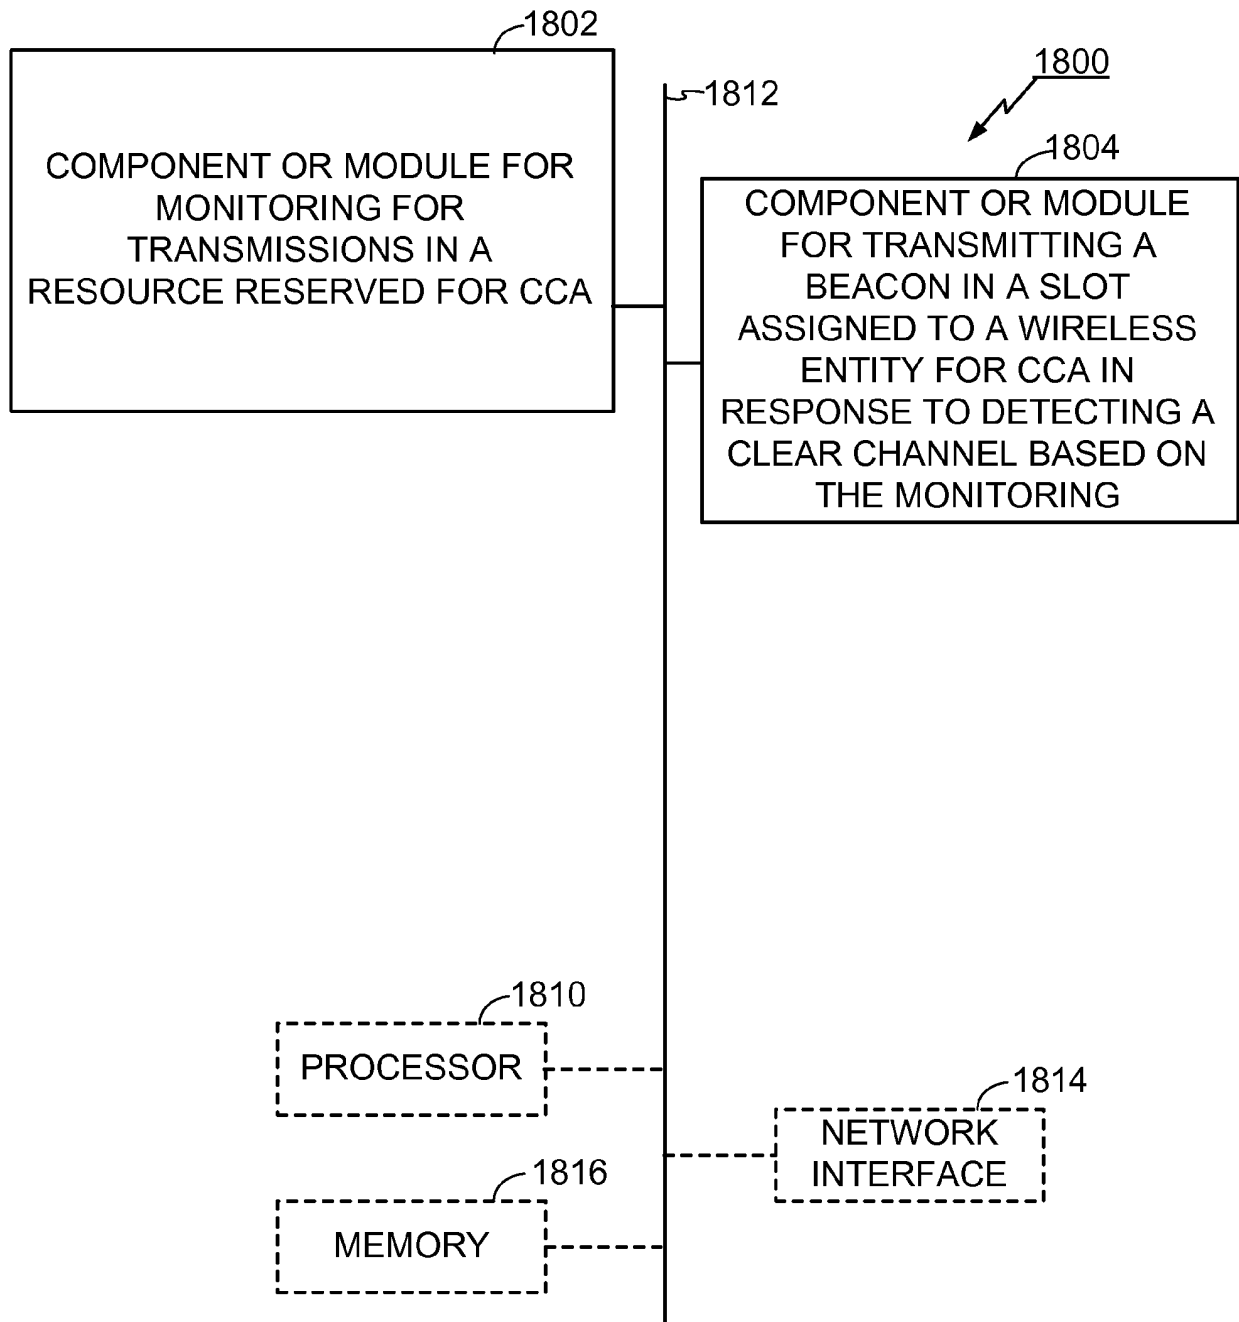 1802
1812
1800
1804
COMPONENT OR MODULE FOR
MONITORING FOR
TRANSMISSIONS IN A
RESOURCE RESERVED FOR CCA
COMPONENT OR MODULE
FOR TRANSMITTING A
BEACON IN A SLOT
ASSIGNED TO A WIRELESS
ENTITY FOR CCA IN
RESPONSE TO DETECTING A
CLEAR CHANNEL BASED ON
THE MONITORING
1810
PROCESSOR
1814
NETWORK
INTERFACE
1816
MEMORY